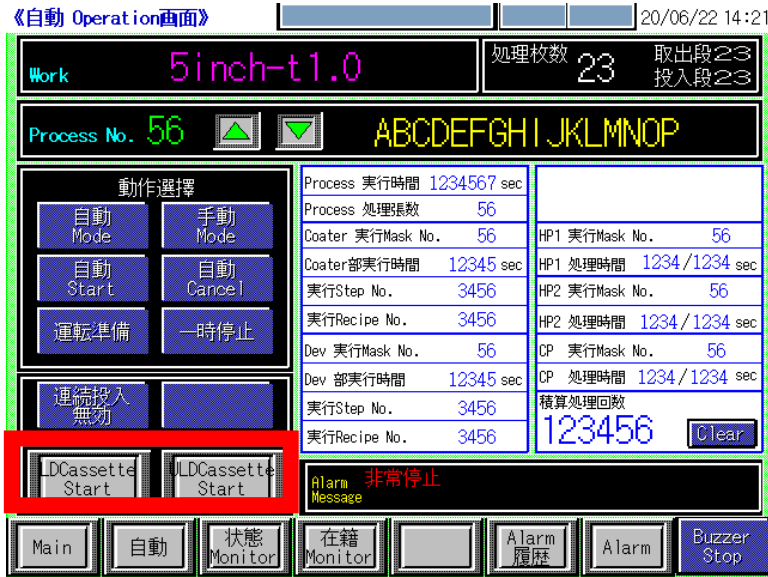 《自動 Operation画面》
20/06/22 14:21
Work
5inch-t1.0
処理枚数
23
取出段23
投入段23
Process No. 56
ABCDEFGHIJKLMNOP
動作選擇
自動
Mode
手動
Mode
自動
Start
自動
Cancel
運転準備
一時停止
連続投入
無効
LDCassette
Start
ULDCassette
Start
Process 実行時間 1234567 sec
Process 処理張数 56
Coater 実行Mask No. 56
Coater部実行時間 12345 sec
実行Step No. 3456
実行Recipe No. 3456
Dev 実行Mask No. 56
Dev 部実行時間 12345 sec
実行Step No. 3456
実行Recipe No. 3456
HP1 実行Mask No. 56
HP1 処理時間 1234/1234 sec
HP2 実行Mask No. 56
HP2 処理時間 1234/1234 sec
CP 実行Mask No. 56
CP 処理時間 1234/1234 sec
積算処理回数
123456
Clear
Alarm
Message
非常停止
Main
自動
状態
Monitor
在籍
Monitor
Alarm
履歴
Alarm
Buzzer
Stop